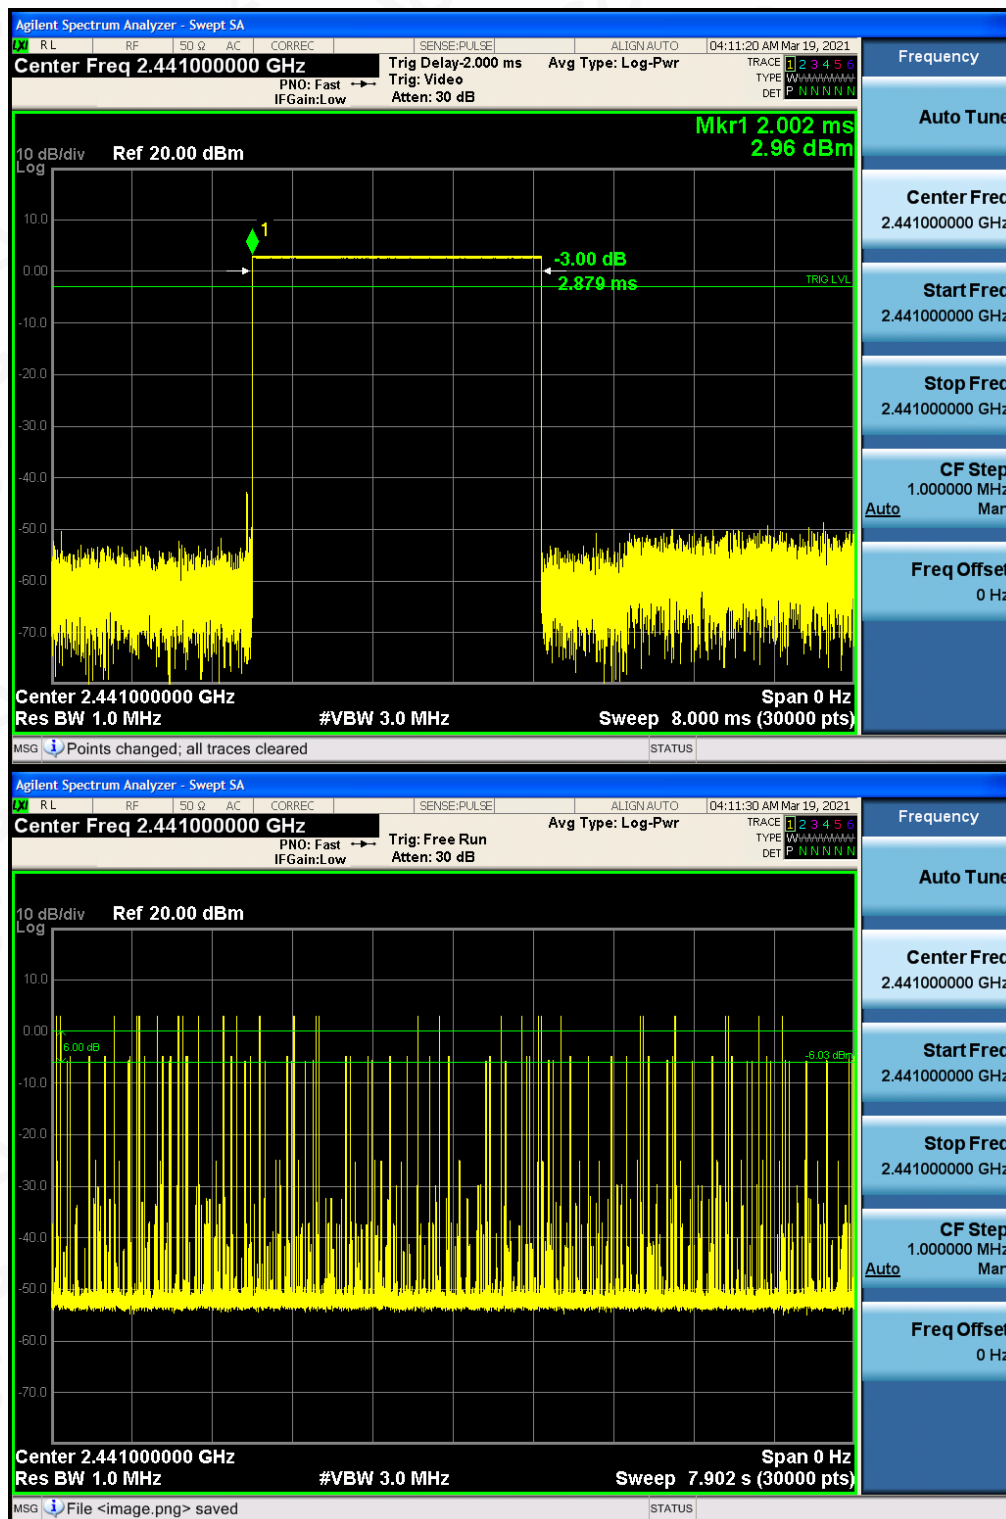 Agilent Spectrum Analyzer - Swept SA
LXI RL RF 50 Ω AC CORREC SENSE:PULSE ALIGN AUTO 04:11:20 AM Mar 19, 2021
Center Freq 2.441000000 GHz Trig Delay-2.000 ms Avg Type: Log-Pwr TRACE 1 2 3 4 5 6
PNO: Fast Trig: Video TYPE WWWWWW
IFGain:Low Atten: 30 dB DET P N N N N N
Mkr1 2.002 ms
2.96 dBm
10 dB/div Ref 20.00 dBm
Log
10.0
1
-3.00 dB
0.00
2.879 ms
TRIG LVL
-10.0
-20.0
-30.0
-40.0
-50.0
-60.0
-70.0
Center 2.441000000 GHz Span 0 Hz
Res BW 1.0 MHz #VBW 3.0 MHz Sweep 8.000 ms (30000 pts)
MSG Points changed; all traces cleared STATUS
Frequency
Auto Tune
Center Freq
2.441000000 GHz
Start Freq
2.441000000 GHz
Stop Freq
2.441000000 GHz
CF Step
1.000000 MHz
Auto Man
Freq Offset
0 Hz
Agilent Spectrum Analyzer - Swept SA
LXI RL RF 50 Ω AC CORREC SENSE:PULSE ALIGN AUTO 04:11:30 AM Mar 19, 2021
Center Freq 2.441000000 GHz Avg Type: Log-Pwr TRACE 1 2 3 4 5 6
PNO: Fast Trig: Free Run TYPE WWWWWW
IFGain:Low Atten: 30 dB DET P N N N N N
10 dB/div Ref 20.00 dBm
Log
10.0
0.00
6.00 dB
-6.03 dBm
-10.0
-20.0
-30.0
-40.0
-50.0
-60.0
-70.0
Center 2.441000000 GHz Span 0 Hz
Res BW 1.0 MHz #VBW 3.0 MHz Sweep 7.902 s (30000 pts)
MSG File <image.png> saved STATUS
Frequency
Auto Tune
Center Freq
2.441000000 GHz
Start Freq
2.441000000 GHz
Stop Freq
2.441000000 GHz
CF Step
1.000000 MHz
Auto Man
Freq Offset
0 Hz